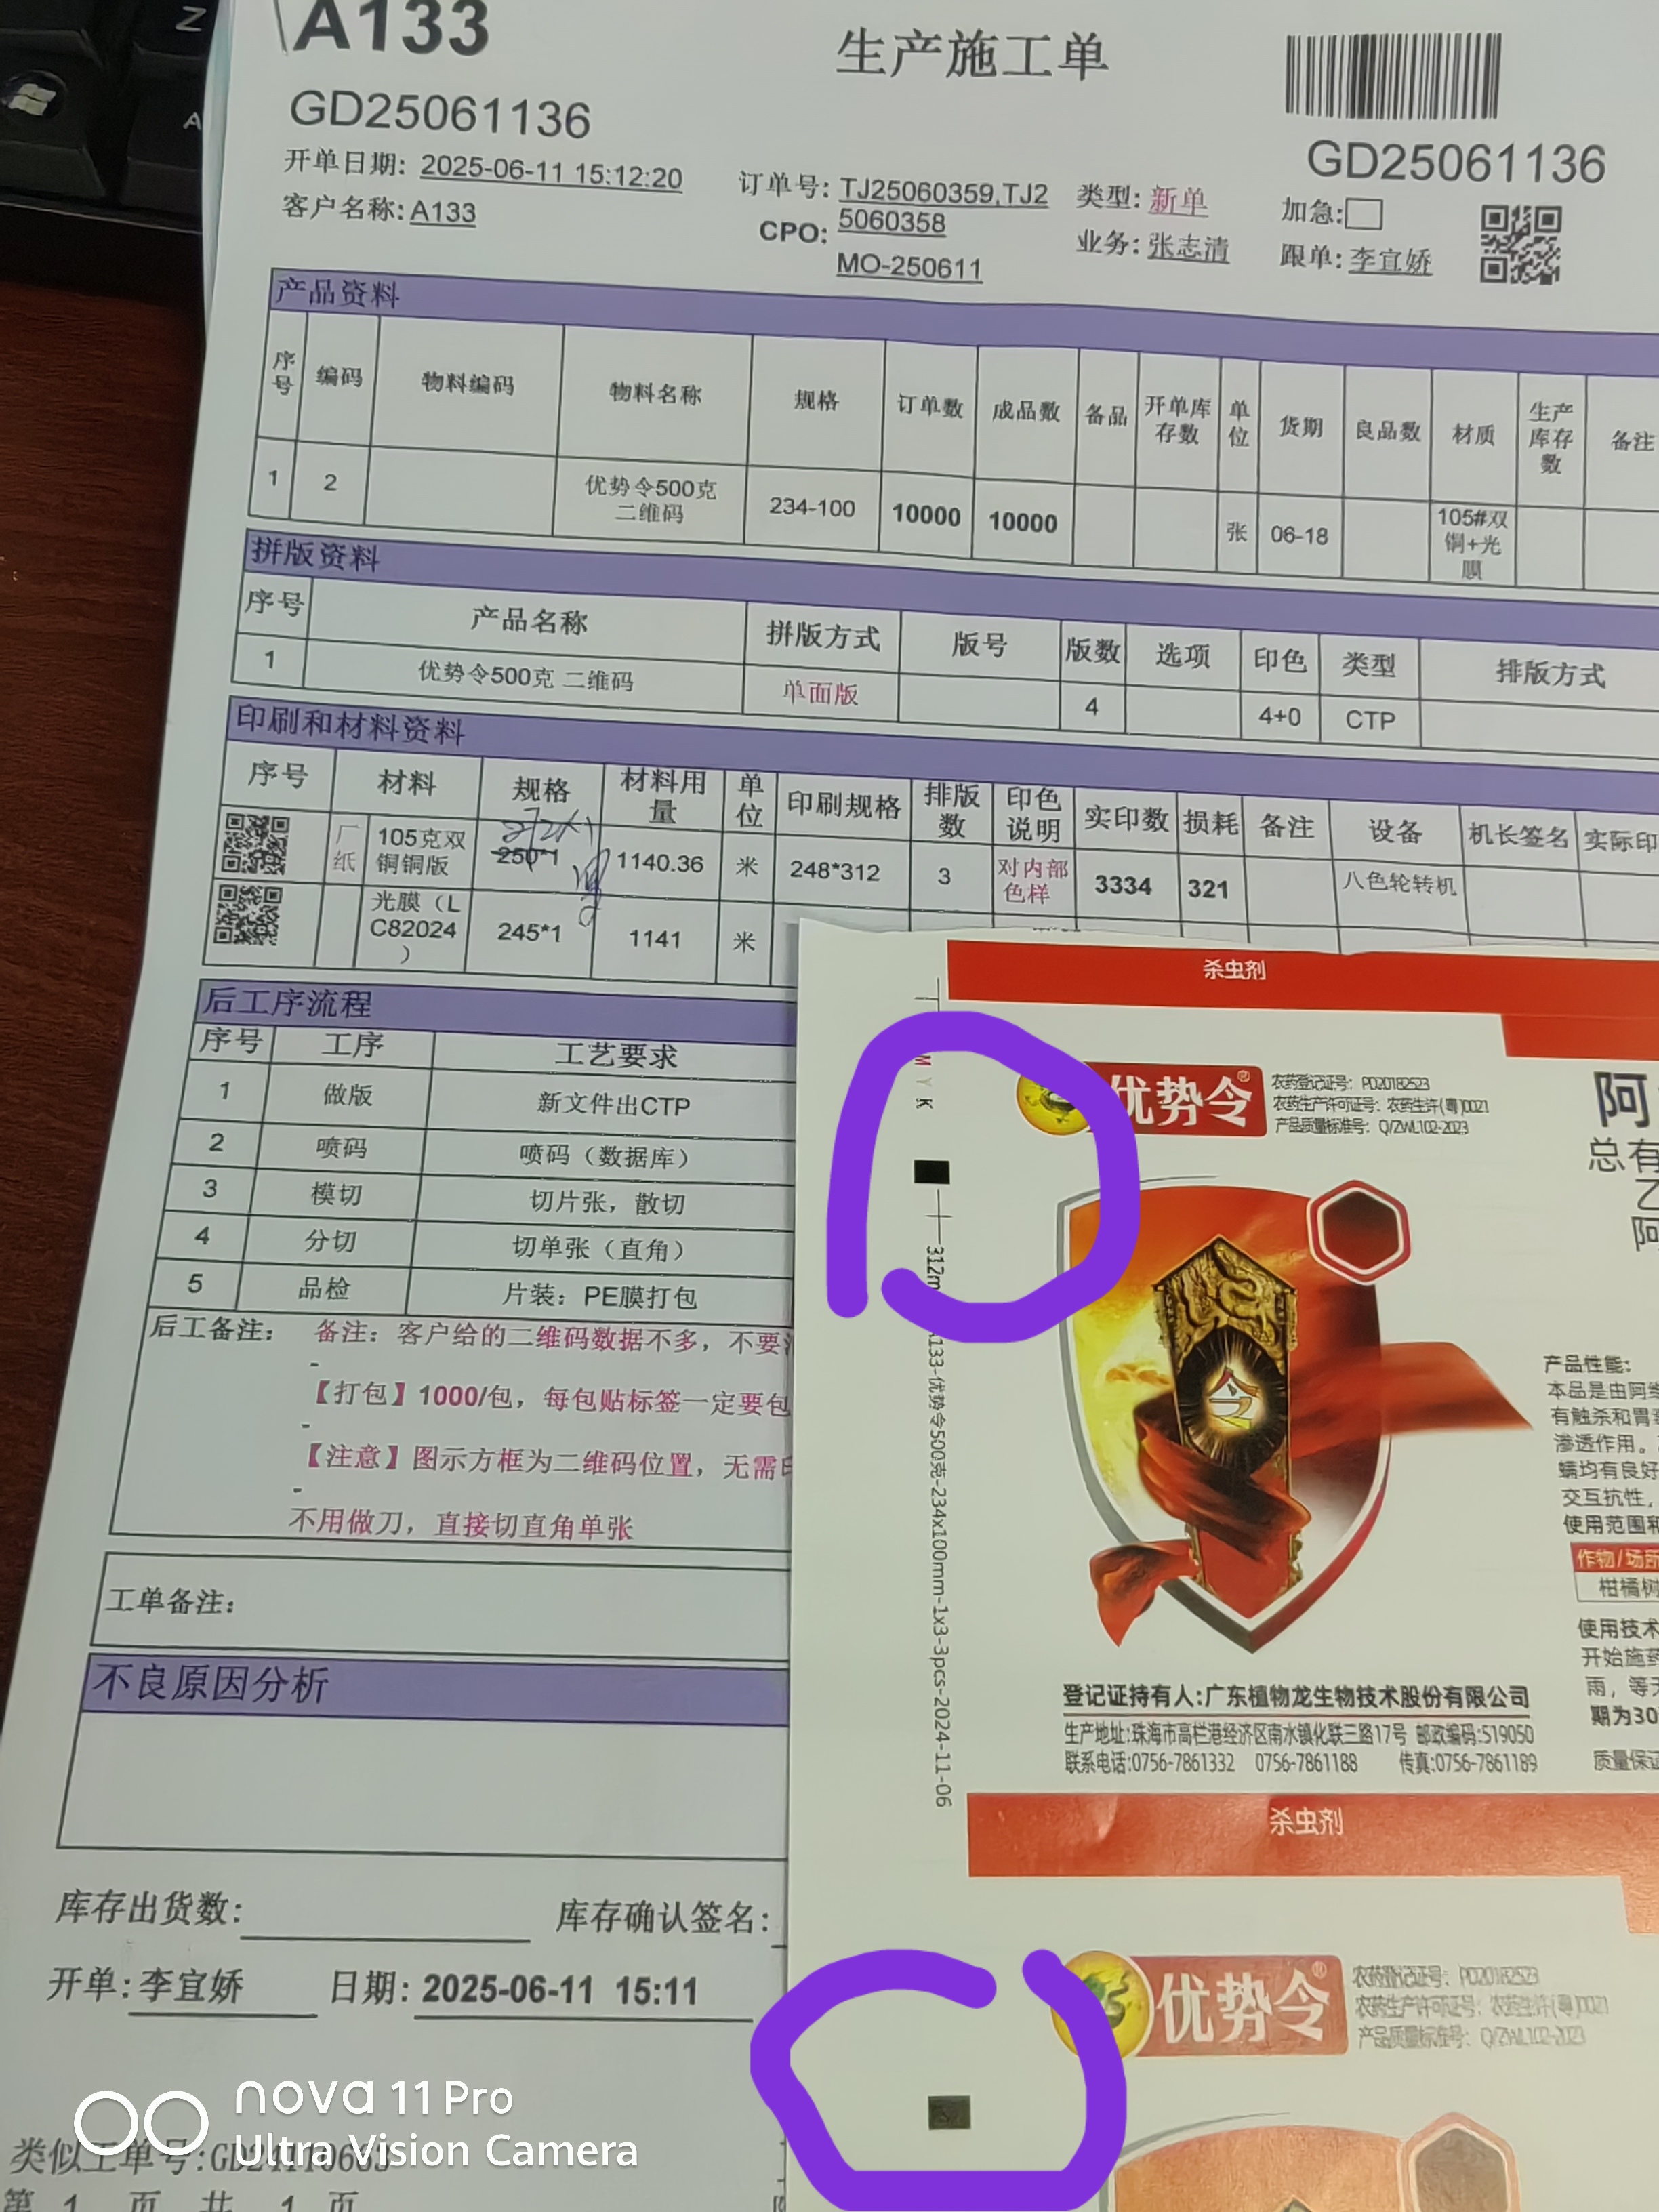 Z
A
A133
生产施工单
GD25061136
GD25061136
开单日期: 2025-06-11 15:12:20
订单号: TJ25060359,TJ2
5060358
类型: 新单
加急:
客户名称: A133
CPO:
MO-250611
业务: 张志清
跟单: 李宜娇
产品资料
序号 编码 物料编码 物料名称 规格 订单数 成品数 备品 开单库存数 单位 货期 良品数 材质 生产库存数 备注
1 2 优势令500克 二维码 234-100 10000 10000 张 06-18 105#双铜+光膜
拼版资料
序号 产品名称 拼版方式 版号 版数 选项 印色 类型 排版方式
1 优势令500克 二维码 单面版 4 4+0 CTP
印刷和材料资料
序号 材料 规格 材料用量 单位 印刷规格 排版数 印色说明 实印数 损耗 备注 设备 机长签名 实际印
厂纸 105克双铜铜版 250*1 1140.36 米 248*312 3 对内部色样 3334 321 八色轮转机
光膜（LC82024） 245*1 1141 米
后工序流程
序号 工序 工艺要求
1 做版 新文件出CTP
2 喷码 喷码（数据库）
3 模切 切片张，散切
4 分切 切单张（直角）
5 品检 片装：PE膜打包
后工备注： 备注：客户给的二维码数据不多，不要
-
【打包】1000/包，每包贴标签一定要包
-
【注意】图示方框为二维码位置，无需
-
不用做刀，直接切直角单张
工单备注：
不良原因分析
库存出货数:
库存确认签名:
开单: 李宜娇 日期: 2025-06-11 15:11
类似工单号:
第 1 页 共 1 页
杀虫剂
M Y K
优势令®
农药登记证号：PD20182523
农药生产许可证号：农药生许(粤)0021
产品质量标准号：Q/ZWL102-2023
阿
总有
乙
阿
令
产品性能：
本品是由阿维
有触杀和胃毒
渗透作用。
螨均有良好
交互抗性，
使用范围和
作物/场所
柑橘树
使用技术
开始施药
雨，等
期为30
质量保证
312m
A133-优势令500克-234x100mm-1x3-3pcs-2024-11-06
登记证持有人:广东植物龙生物技术股份有限公司
生产地址:珠海市高栏港经济区南水镇化联三路17号 邮政编码:519050
联系电话:0756-7861332 0756-7861188 传真:0756-7861189
杀虫剂
优势令®
农药登记证号：PD20182523
农药生产许可证号：农药生许(粤)0021
产品质量标准号：Q/ZWL102-2023
nova 11 Pro
Ultra Vision Camera